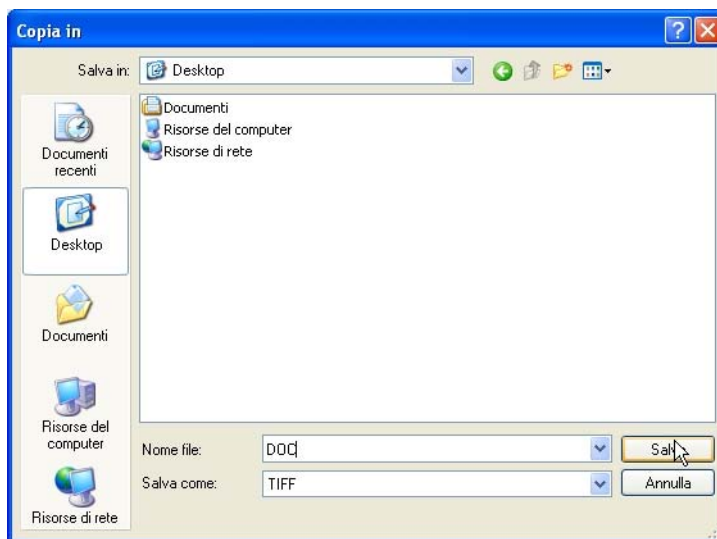 Copia in
Salva in:
Desktop
Documenti
Risorse del computer
Risorse di rete
Documenti
recenti
Desktop
Documenti
Risorse del
computer
Risorse di rete
Nome file:
DOC
Salva
Salva come:
TIFF
Annulla